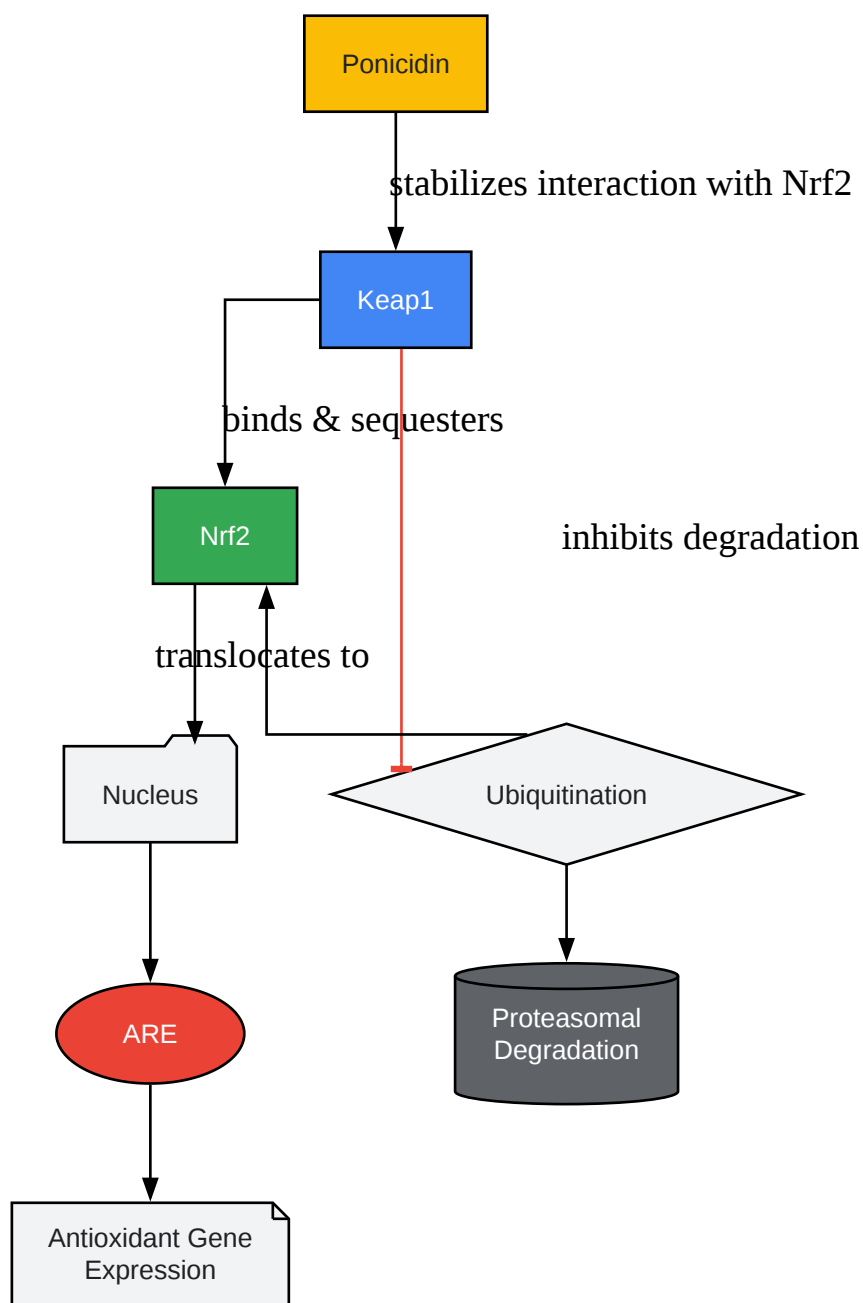 Ponicidin
stabilizes interaction with Nrf2
Keap1
binds & sequesters
Nrf2
inhibits degradation
translocates to
Nucleus
Ubiquitination
ARE
Proteasomal
Degradation
Antioxidant Gene
Expression